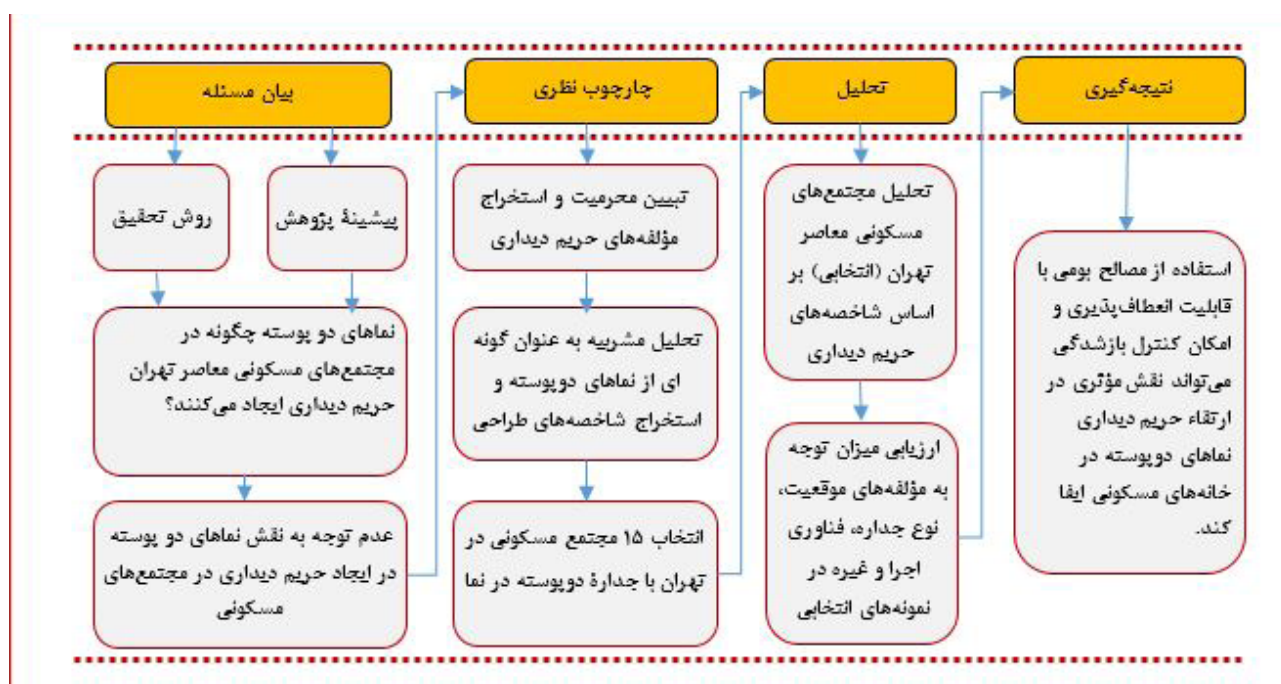 بیان مسئله
چارچوب نظری
تحلیل
نتیجه‌گیری
روش تحقیق
پیشینهٔ پژوهش
نماهای دو پوسته چگونه در
مجتمع‌های مسکونی معاصر تهران
حریم دیداری ایجاد می‌کنند؟
عدم توجه به نقش نماهای دو پوسته
در ایجاد حریم دیداری در مجتمع‌های
مسکونی
تبیین محرمیت و استخراج
مؤلفه‌های حریم دیداری
تحلیل مشربیه به عنوان گونه
ای از نماهای دوپوسته و
استخراج شاخصه‌های طراحی
انتخاب ۱۵ مجتمع مسکونی در
تهران با جدارهٔ دوپوسته در نما
تحلیل مجتمع‌های
مسکونی معاصر
تهران (انتخابی) بر
اساس شاخصه‌های
حریم دیداری
ارزیابی میزان توجه
به مؤلفه‌های موقعیت،
نوع جداره، فناوری
اجرا و غیره در
نمونه‌های انتخابی
استفاده از مصالح بومی با
قابلیت انعطاف‌پذیری و
امکان کنترل بازشدگی
می‌تواند نقش مؤثری در
ارتقاء حریم دیداری
نماهای دوپوسته در
خانه‌های مسکونی ایفا
کند.